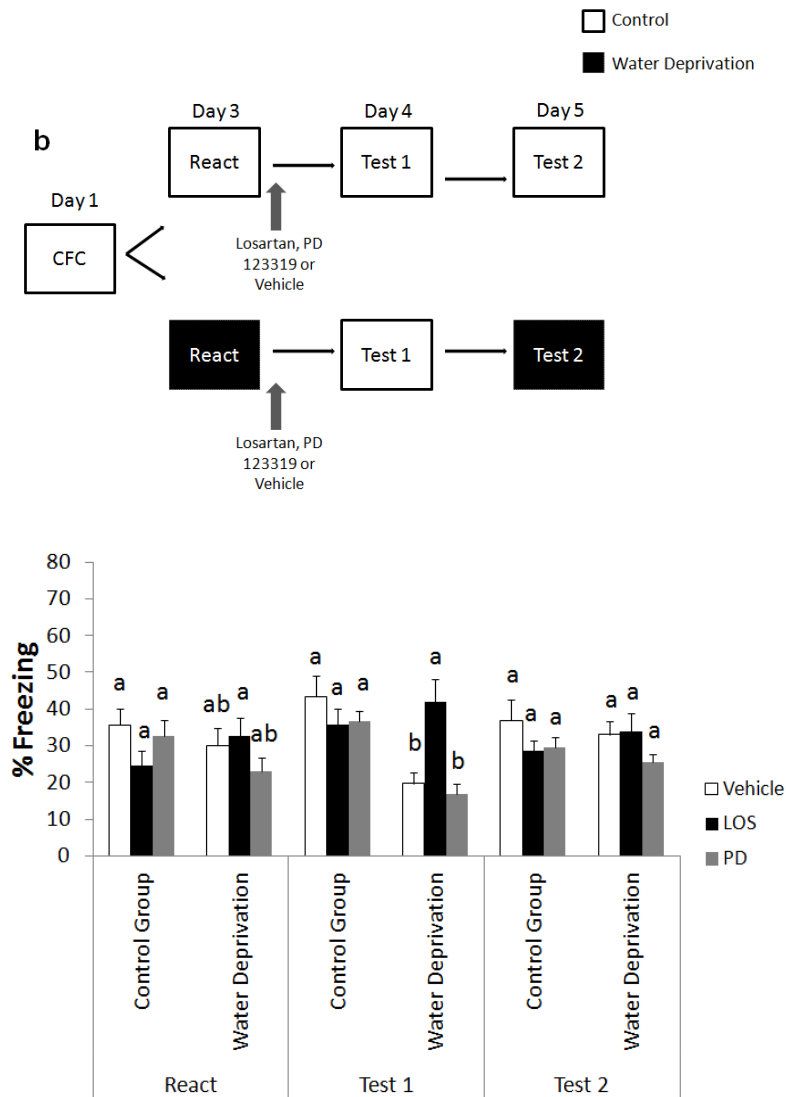 Control
Water Deprivation
b
Day 1
CFC
Day 3
React
Day 4
Test 1
Day 5
Test 2
Losartan, PD
123319 or
Vehicle
React
Test 1
Test 2
Losartan, PD
123319 or
Vehicle
% Freezing
80
70
60
50
40
30
20
10
0
a
a
a
ab
a
ab
a
a
a
b
a
b
a
a
a
a
a
a
Vehicle
LOS
PD
Control Group
Water Deprivation
Control Group
Water Deprivation
Control Group
Water Deprivation
React
Test 1
Test 2